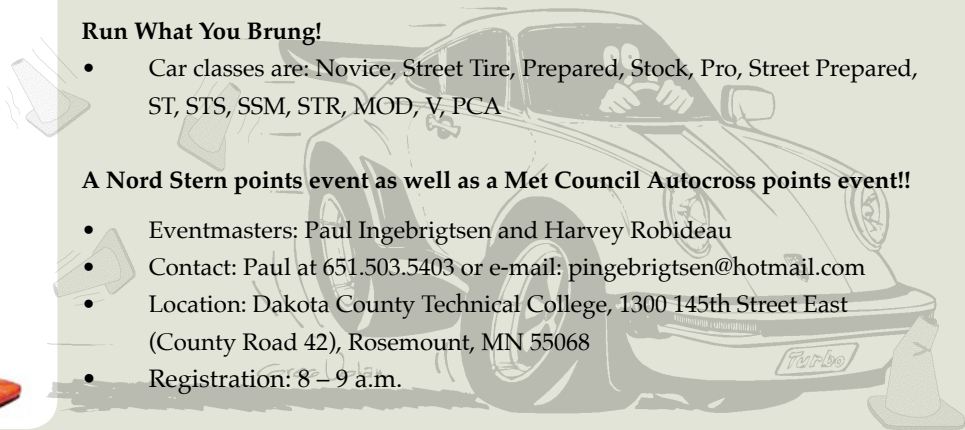 Run What You Brung!
• Car classes are: Novice, Street Tire, Prepared, Stock, Pro, Street Prepared,
ST, STS, SSM, STR, MOD, V, PCA
A Nord Stern points event as well as a Met Council Autocross points event!!
• Eventmasters: Paul Ingebrigtsen and Harvey Robideau
• Contact: Paul at 651.503.5403 or e-mail: pingebrigtsen@hotmail.com
• Location: Dakota County Technical College, 1300 145th Street East
(County Road 42), Rosemount, MN 55068
Turbo
• Registration: 8 – 9 a.m.